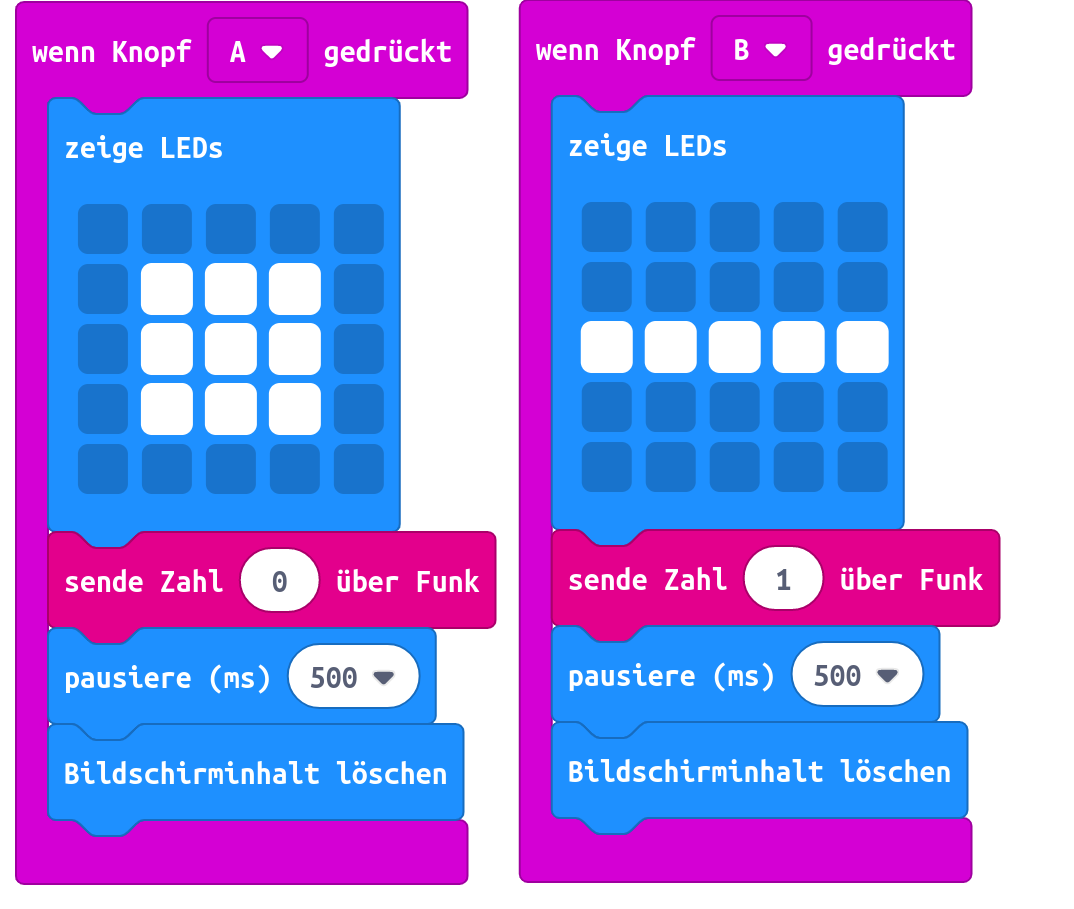 wenn Knopf A gedrückt
zeige LEDs
sende Zahl 0 über Funk
pausiere (ms) 500
Bildschirminhalt löschen
wenn Knopf B gedrückt
zeige LEDs
sende Zahl 1 über Funk
pausiere (ms) 500
Bildschirminhalt löschen